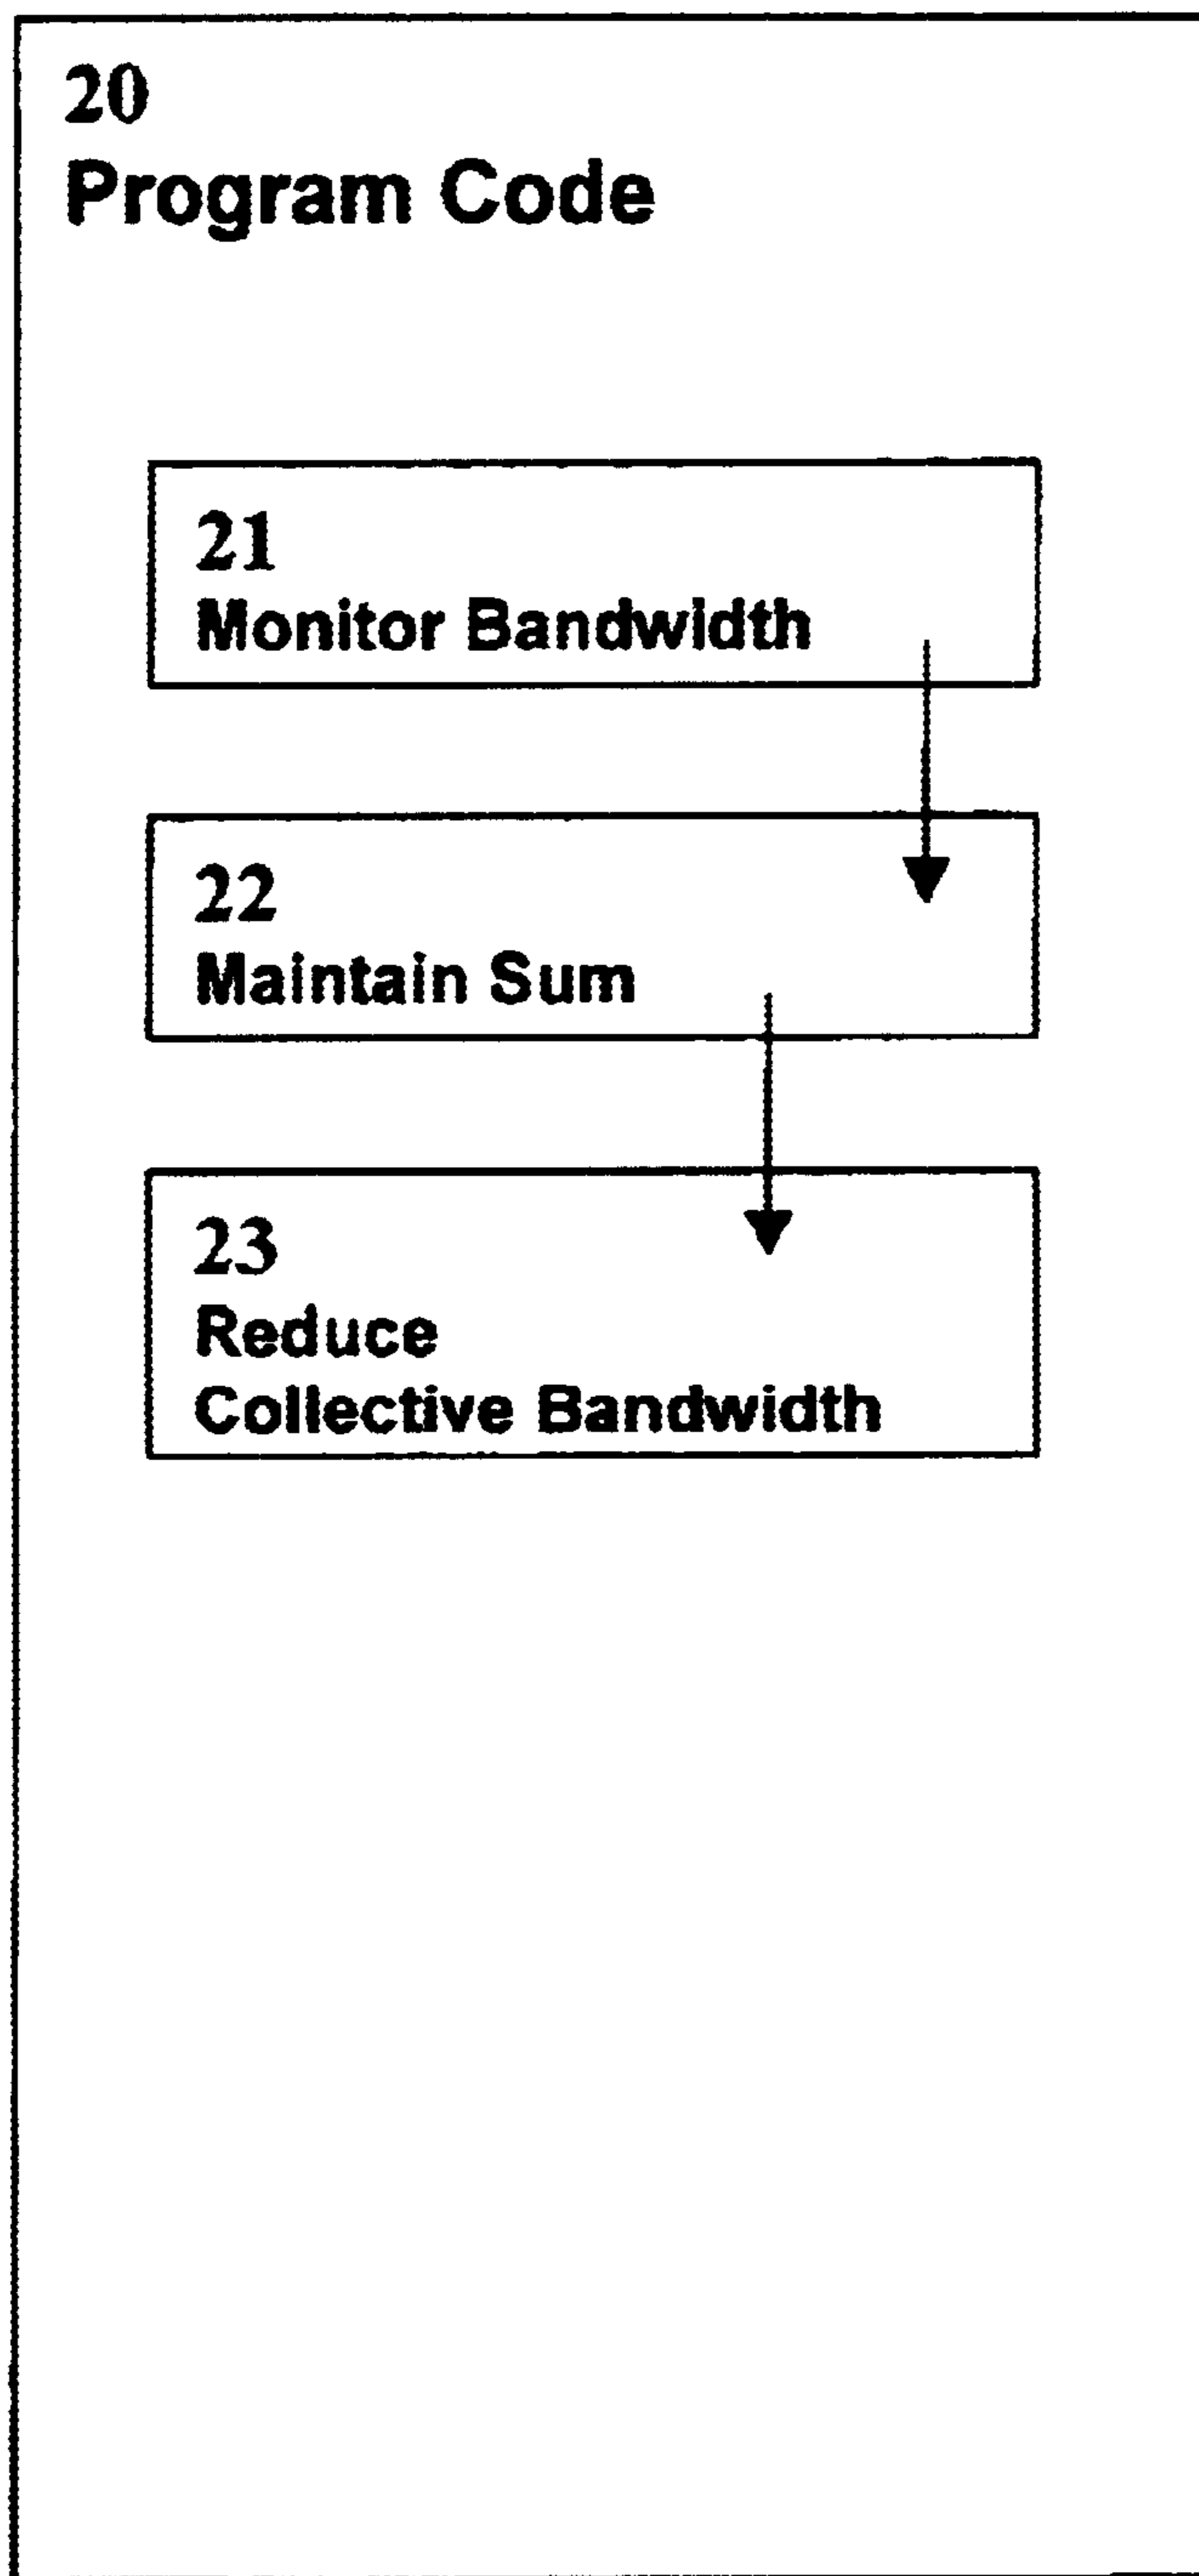 20
Program Code
21
Monitor Bandwidth
22
Maintain Sum
23
Reduce
Collective Bandwidth